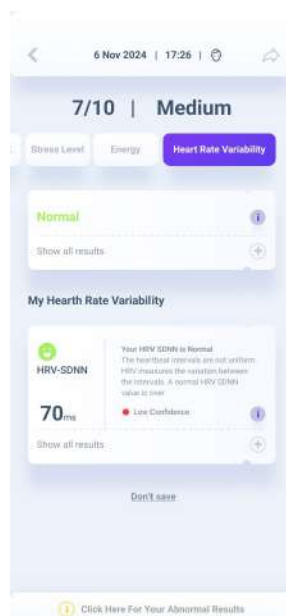 6 Nov 2024 | 17:26 |
7/10 | Medium
Stress Level
Energy
Heart Rate Variability
Normal
Show all results
My Hearth Rate Variability
HRV-SDNN
70ms
Your HRV SDNN is Normal
The heartbeat intervals are not uniform.
HRV measures the variation between
the intervals. A normal HRV SDNN
value is over
Low Confidence
Show all results
Don't save
Click Here For Your Abnormal Results